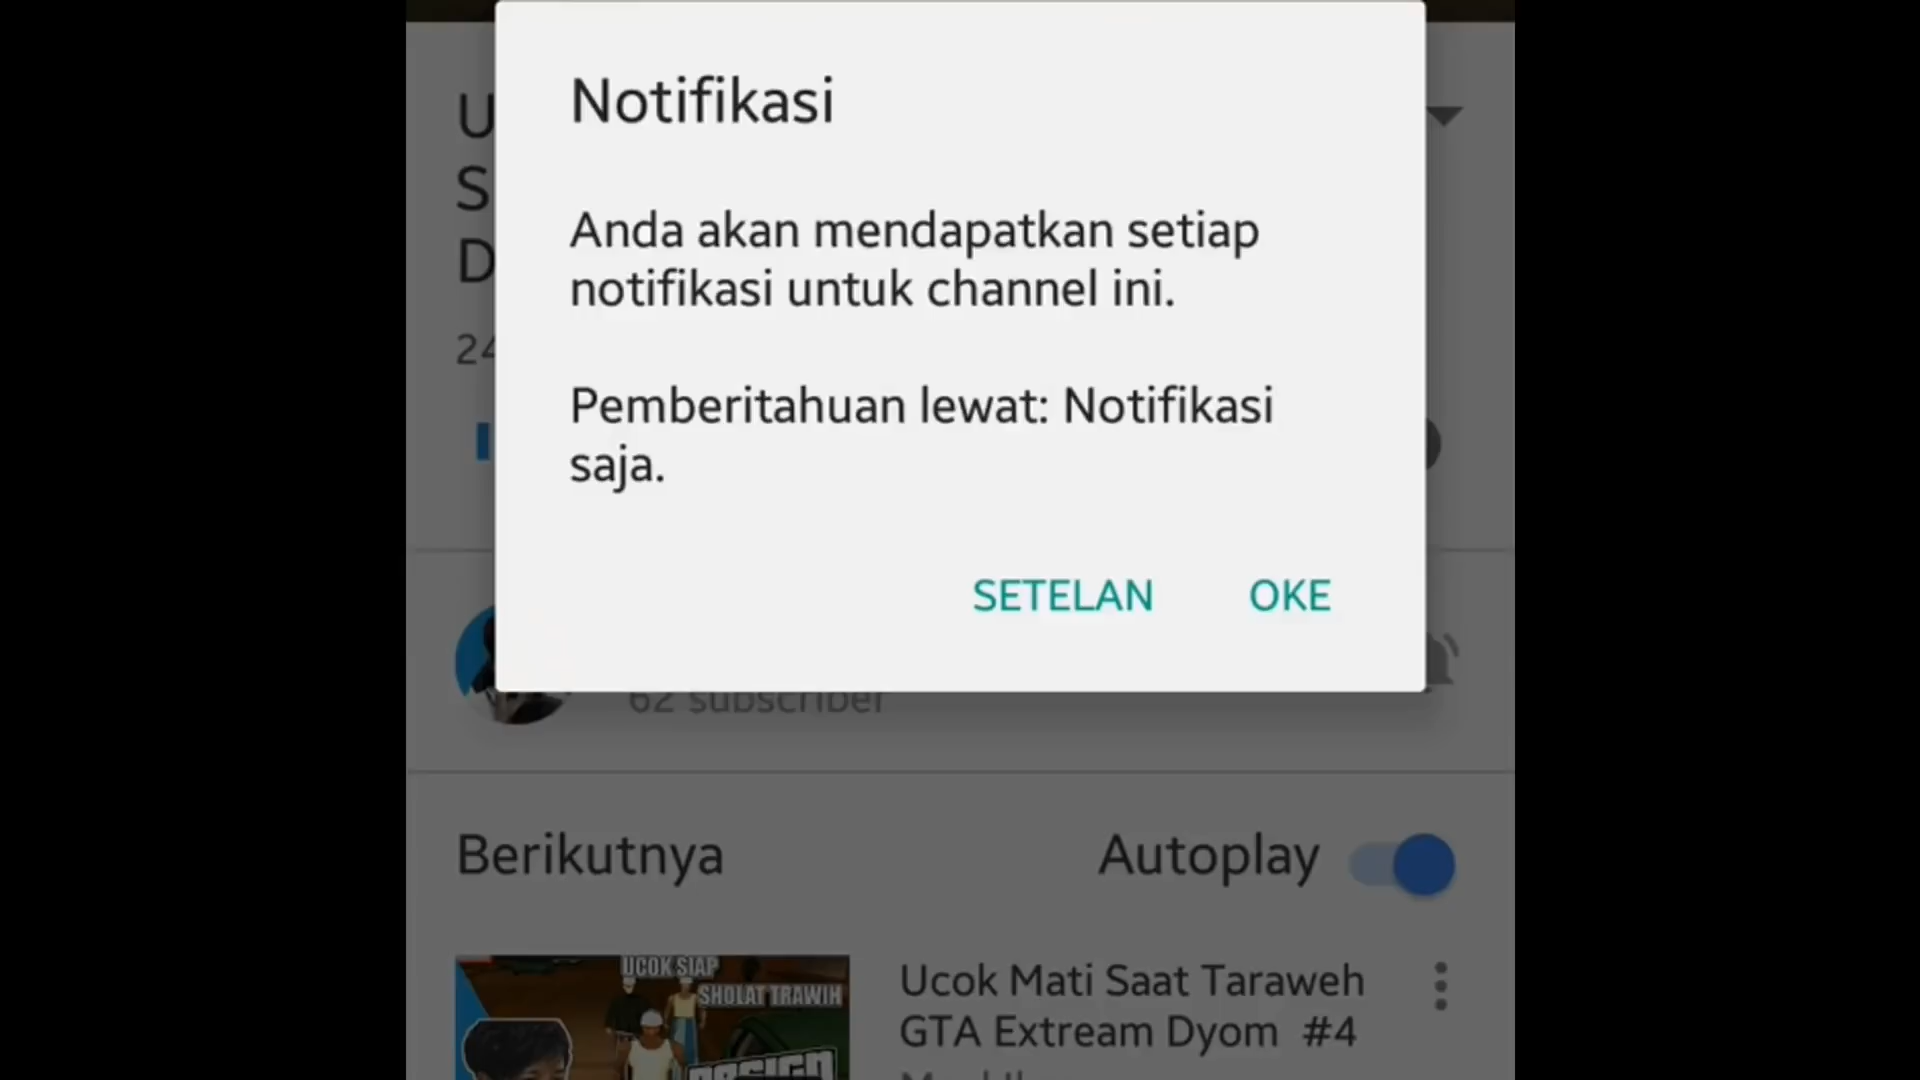 Notifikasi
Anda akan mendapatkan setiap
notifikasi untuk channel ini.
Pemberitahuan lewat: Notifikasi
saja.
SETELAN OKE
62 subscriber
Berikutnya Autoplay
UCOK SIAP
SHOLAT TRAWIH
Ucok Mati Saat Taraweh
GTA Extream Dyom #4